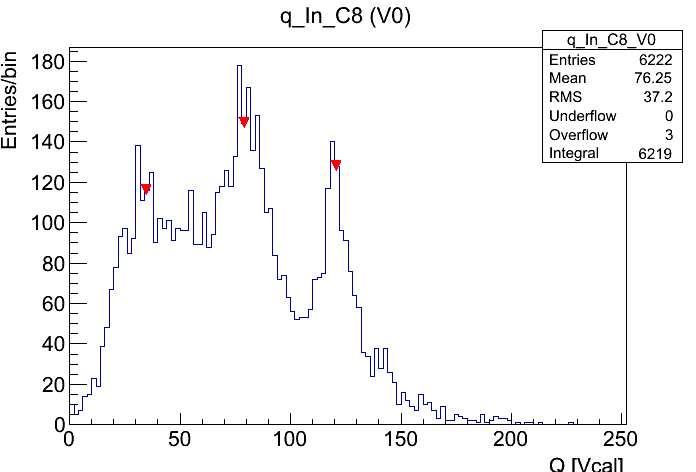 q_In_C8 (V0)
q_In_C8_V0
Entries 6222
Mean 76.25
RMS 37.2
Underflow 0
Overflow 3
Integral 6219
Entries/bin
180
160
140
120
100
80
60
40
20
0
0 50 100 150 200 250
Q [Vcal]